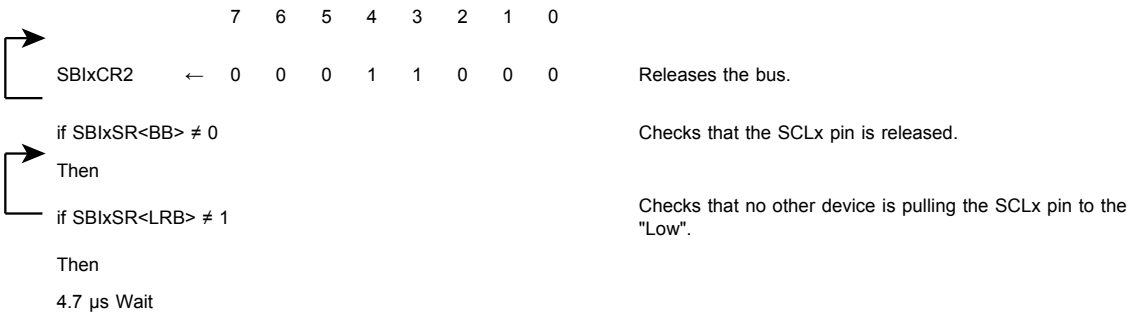 7 6 5 4 3 2 1 0
SBIxCR2 ← 0 0 0 1 1 0 0 0 Releases the bus.
if SBIxSR<BB> ≠ 0 Checks that the SCLx pin is released.
Then
if SBIxSR<LRB> ≠ 1 Checks that no other device is pulling the SCLx pin to the
"Low".
Then
4.7 μs Wait